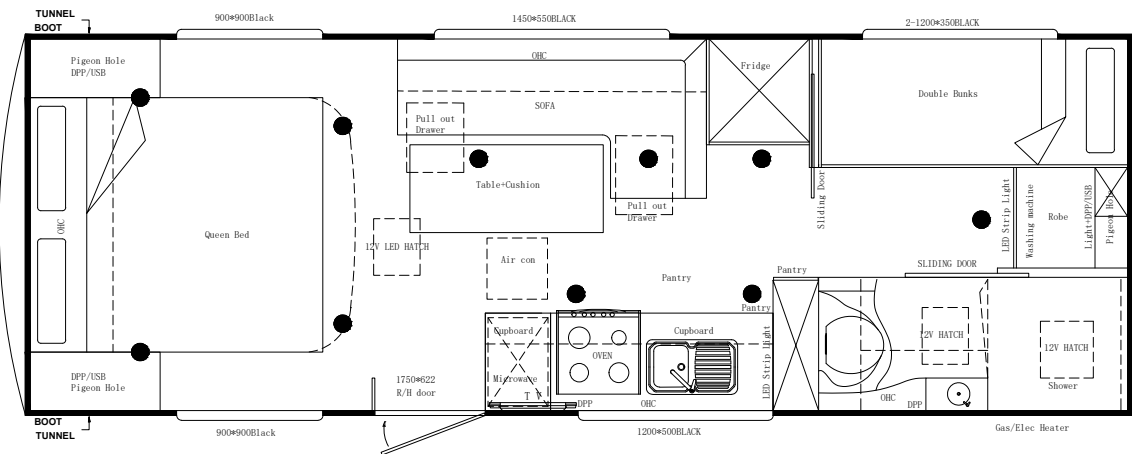 TUNNEL
BOOT
900*900Black
1450*550BLACK
2-1200*350BLACK
Pigeon Hole
DPP/USB
OHC
Fridge
Double Bunks
SOFA
Pull out
Drawer
Table+Cushion
Pull out
Drawer
Sliding Door
LED Strip Light
Washing machine
Robe
Light+DPP/USB
Pigeon Hole
OHC
Queen Bed
12V LED HATCH
Air con
Pantry
SLIDING DOOR
Pantry
Pantry
Cupboard
Cupboard
OVEN
LED Strip Light
12V HATCH
12V HATCH
DPP/USB
Pigeon Hole
1750*622
R/H door
Microwave
T V
DPP
OHC
OHC
DPP
Shower
BOOT
TUNNEL
900*900Black
1200*500BLACK
Gas/Elec Heater